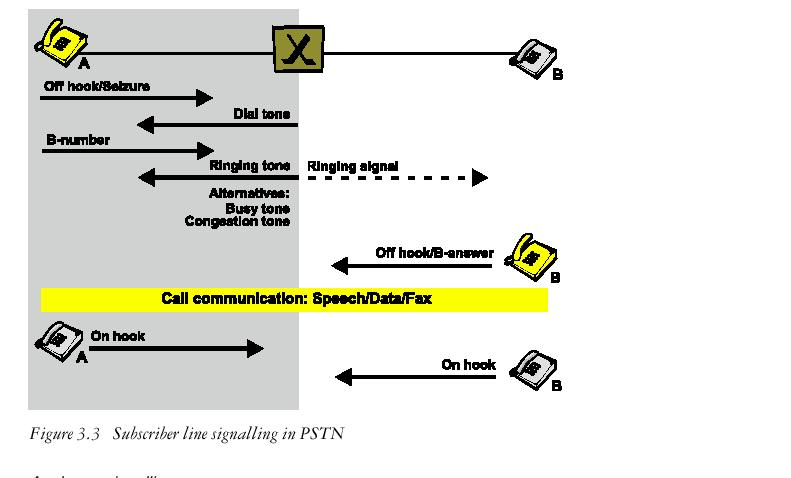 X
A
B
Off hook/Seizure
Dial tone
B-number
Ringing tone
Ringing signal
Alternatives:
Busy tone
Congestion tone
Off hook/B-answer
B
Call communication: Speech/Data/Fax
On hook
A
On hook
B
Figure 3.3 Subscriber line signalling in PSTN